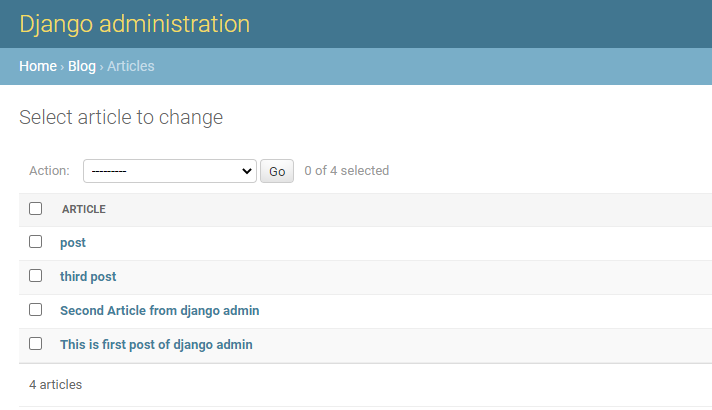 Django administration
Home › Blog › Articles
Select article to change
Action: --------- Go 0 of 4 selected
ARTICLE
post
third post
Second Article from django admin
This is first post of django admin
4 articles